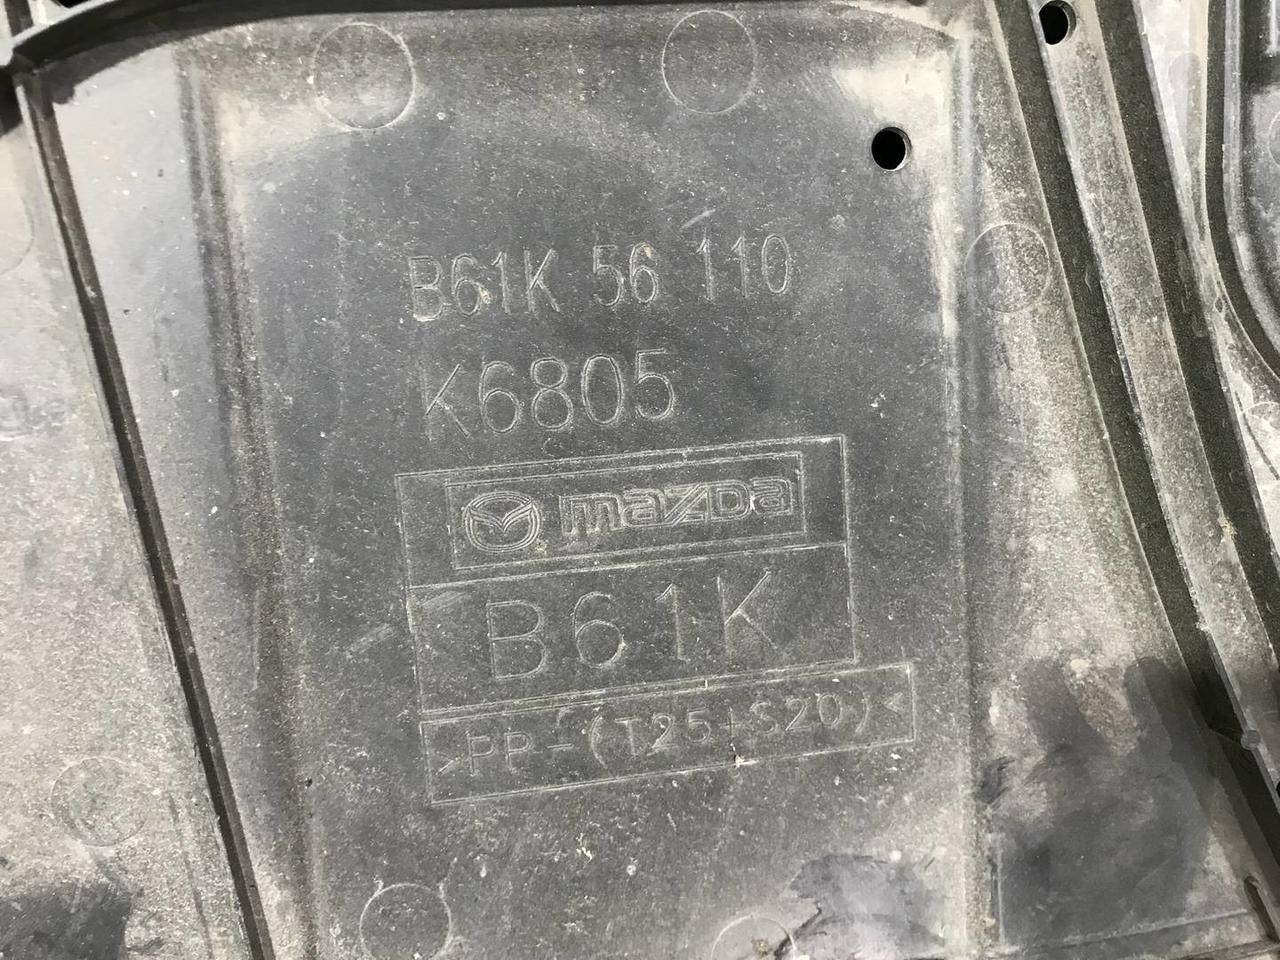 B61K 56 110
K6805
mazda
B61K
>PP-(T25+S20)<